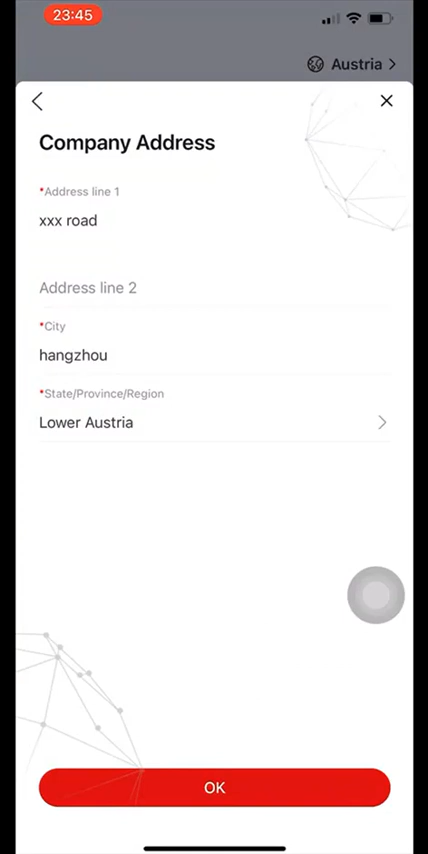 23:45
Austria
Company Address
*Address line 1
xxx road
Address line 2
*City
hangzhou
*State/Province/Region
Lower Austria
OK